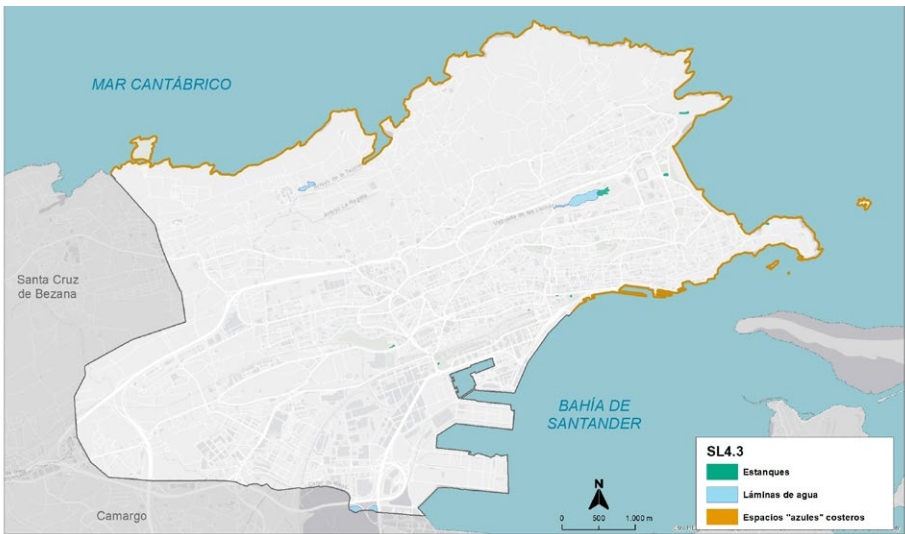 MAR CANTÁBRICO
Santa Cruz
de Bezana
BAHÍA DE
SANTANDER
Camargo
SL4.3
Estanques
Láminas de agua
Espacios "azules" costeros
N
0 500 1.000 m